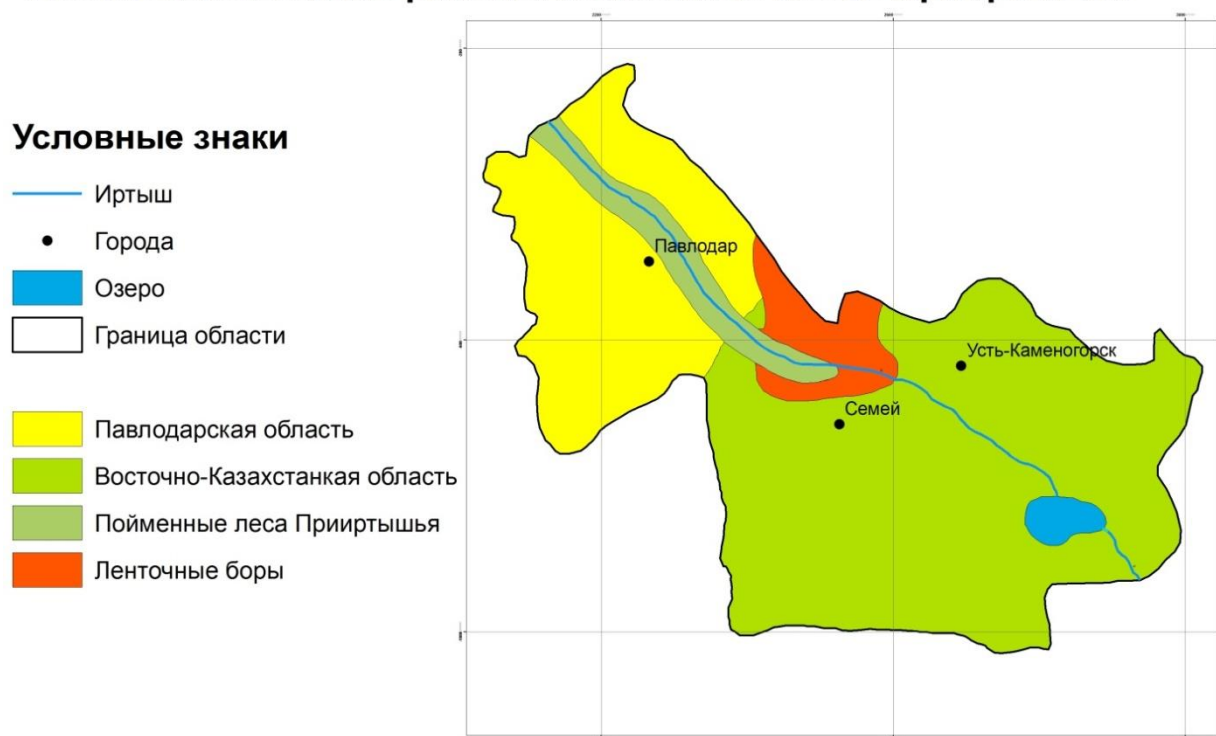 Условные знаки
Иртыш
Города
Озеро
Граница области
Павлодарская область
Восточно-Казахстанкая область
Пойменные леса Прииртышья
Ленточные боры
Павлодар
Усть-Каменогорск
Семей